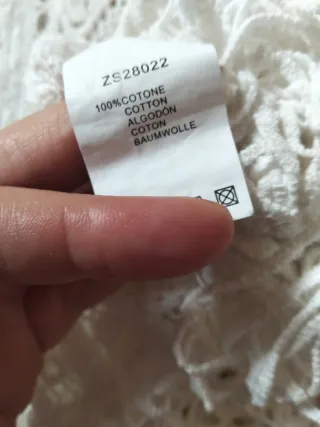 ZS28022
100%COTONE
COTTON
ALGODÓN
COTON
BAUMWOLLE